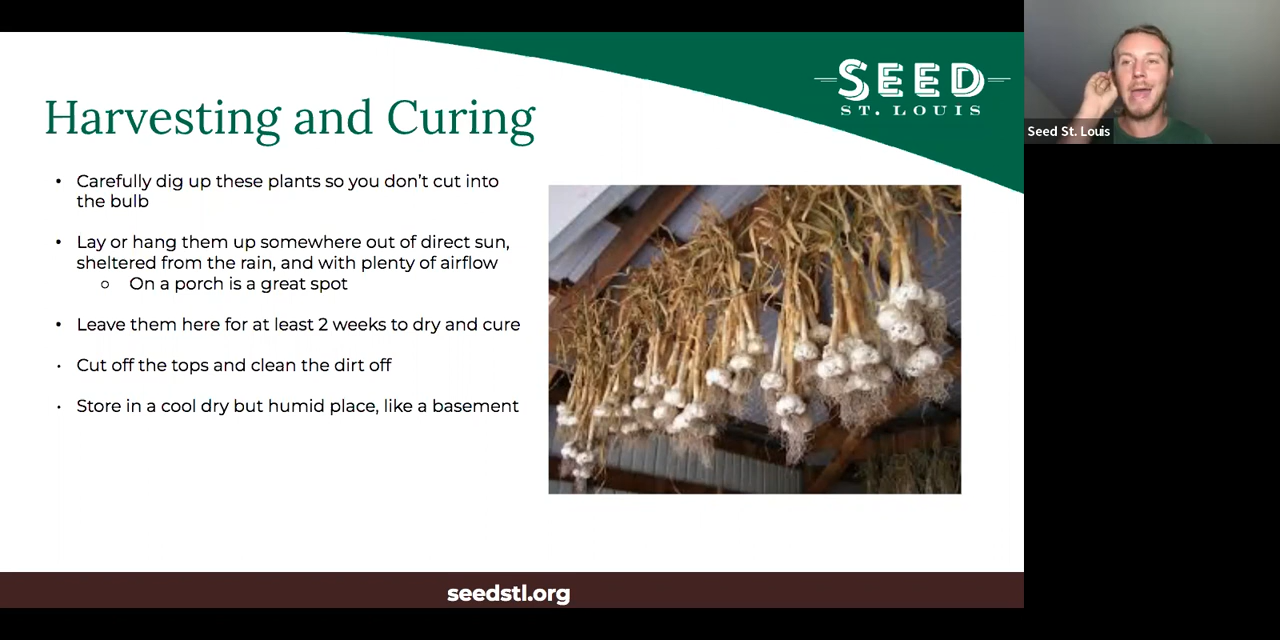 SEED
ST. LOUIS
Seed St. Louis
Harvesting and Curing
• Carefully dig up these plants so you don’t cut into
the bulb
• Lay or hang them up somewhere out of direct sun,
sheltered from the rain, and with plenty of airflow
○ On a porch is a great spot
• Leave them here for at least 2 weeks to dry and cure
• Cut off the tops and clean the dirt off
• Store in a cool dry but humid place, like a basement
seedstl.org